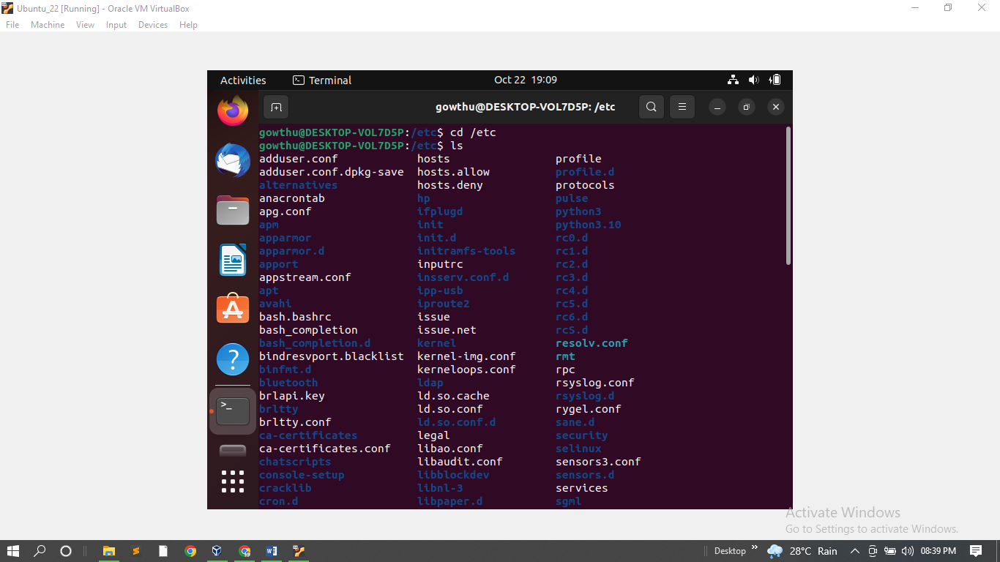 Ubuntu_22 [Running] - Oracle VM VirtualBox
File Machine View Input Devices Help
Activities Terminal Oct 22 19:09
gowthu@DESKTOP-VOL7D5P: /etc
gowthu@DESKTOP-VOL7D5P:/etc$ cd /etc
gowthu@DESKTOP-VOL7D5P:/etc$ ls
adduser.conf hosts profile
adduser.conf.dpkg-save hosts.allow profile.d
alternatives hosts.deny protocols
anacrontab hp pulse
apg.conf ifplugd python3
apm init python3.10
apparmor init.d rc0.d
apparmor.d initramfs-tools rc1.d
apport inputrc rc2.d
appstream.conf insserv.conf.d rc3.d
apt ipp-usb rc4.d
avahi iproute2 rc5.d
bash.bashrc issue rc6.d
bash_completion issue.net rcS.d
bash_completion.d kernel resolv.conf
bindresvport.blacklist kernel-img.conf rmt
binfmt.d kerneloops.conf rpc
bluetooth ldap rsyslog.conf
brlapi.key ld.so.cache rsyslog.d
brltty ld.so.conf rygel.conf
brltty.conf ld.so.conf.d sane.d
ca-certificates legal security
ca-certificates.conf libao.conf selinux
chatscripts libaudit.conf sensors3.conf
console-setup libblockdev sensors.d
cracklib libnl-3 services
cron.d libpaper.d sgml
Activate Windows
Go to Settings to activate Windows.
Desktop 28°C Rain 08:39 PM